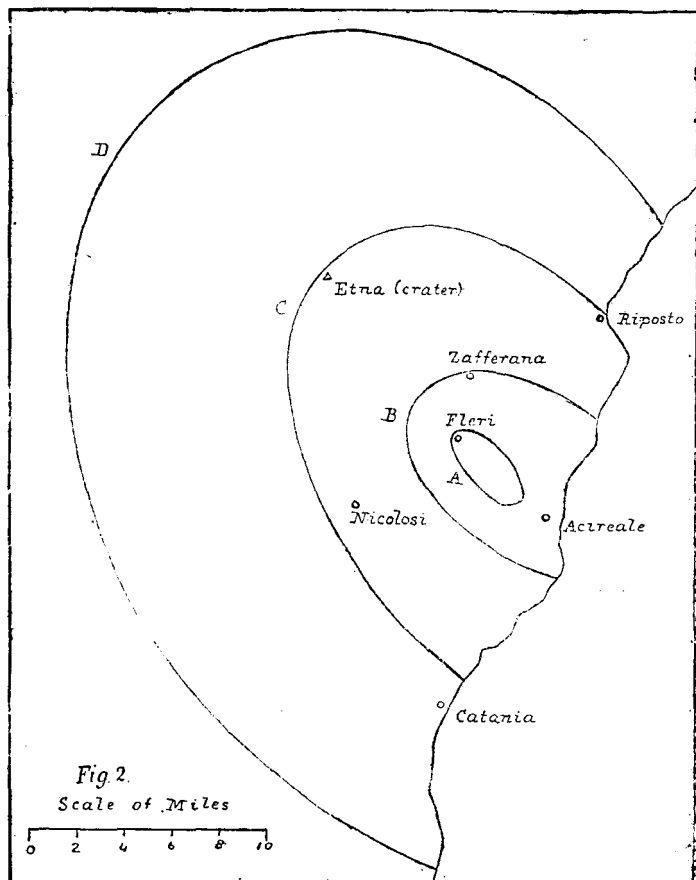 D
Etna (crater)
C
Riposto
Zafferana
B
Fleri
A
Nicolosi
Acireale
Catania
Fig. 2.
Scale of Miles
0 2 4 6 8 10